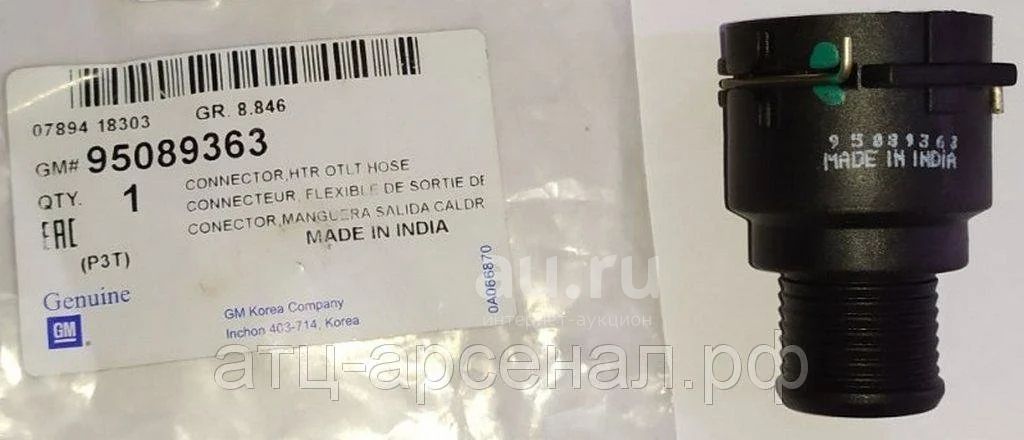 07894 18303
GR. 8.846
GM# 95089363
QTY. 1
CONNECTOR,HTR OTLT HOSE
CONNECTEUR, FLEXIBLE DE SORTIE DE
CONECTOR,MANGUERA SALIDA CALDR
MADE IN INDIA
EAC
(P3T)
Genuine
GM
GM Korea Company
Inchon 403-714, Korea
0A066870
95089363
MADE IN INDIA
au.ru
интернет-аукцион
атц-арсенал.рф